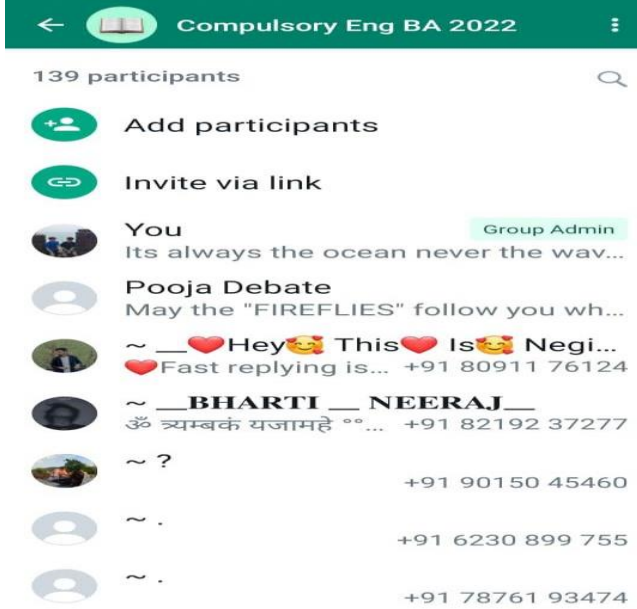 Compulsory Eng BA 2022
139 participants
Add participants
Invite via link
You Group Admin
Its always the ocean never the wav...
Pooja Debate
May the "FIREFLIES" follow you wh...
~ __❤️Hey🥰 This❤️ Is🥰 Negi...
❤️Fast replying is... +91 80911 76124
~ __BHARTI __ NEERAJ__
ॐ त्र्यम्बकं यजामहे °°... +91 82192 37277
~ ?
+91 90150 45460
~ .
+91 6230 899 755
~ .
+91 78761 93474